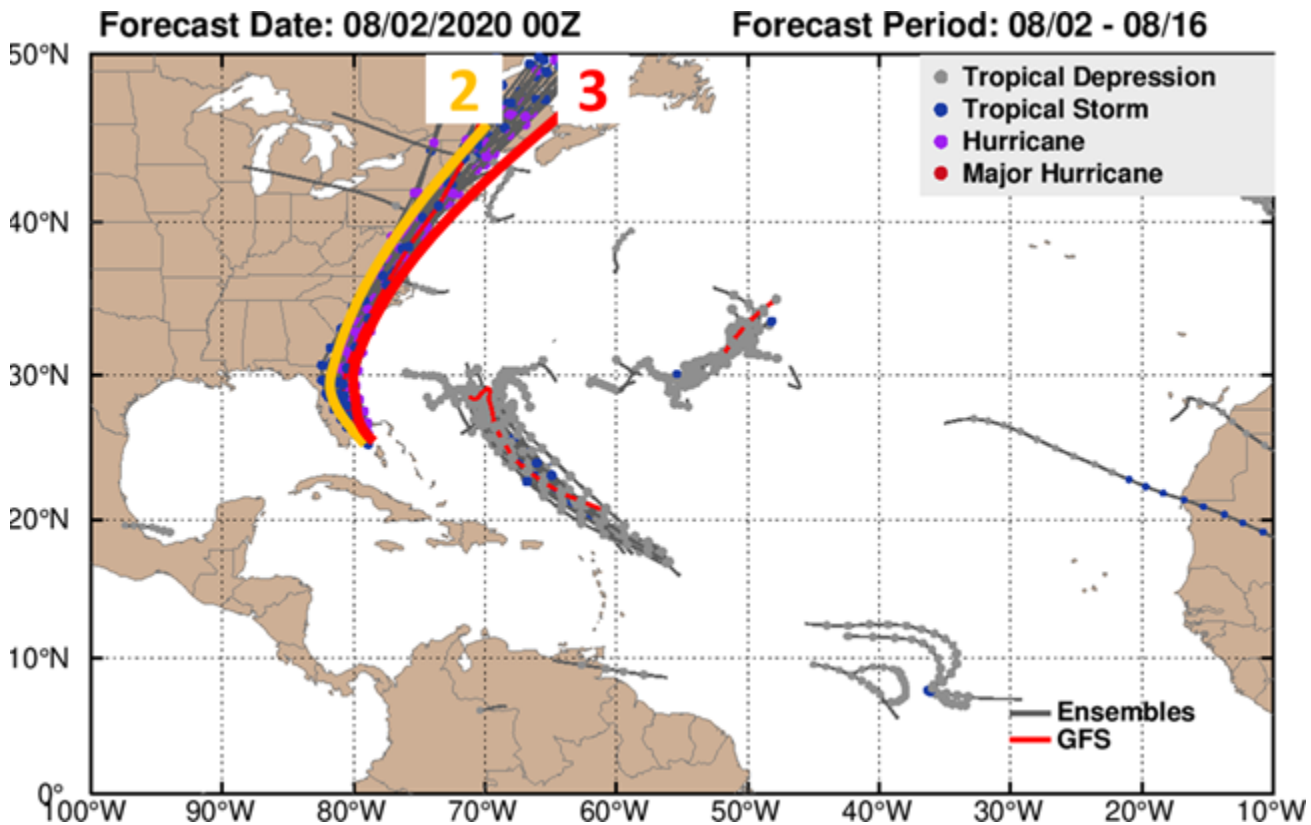 Forecast Date: 08/02/2020 00Z
Forecast Period: 08/02 - 08/16
50°N
40°N
30°N
20°N
10°N
0°
2
3
Tropical Depression
Tropical Storm
Hurricane
Major Hurricane
Ensembles
GFS
100°W 90°W 80°W 70°W 60°W 50°W 40°W 30°W 20°W 10°W